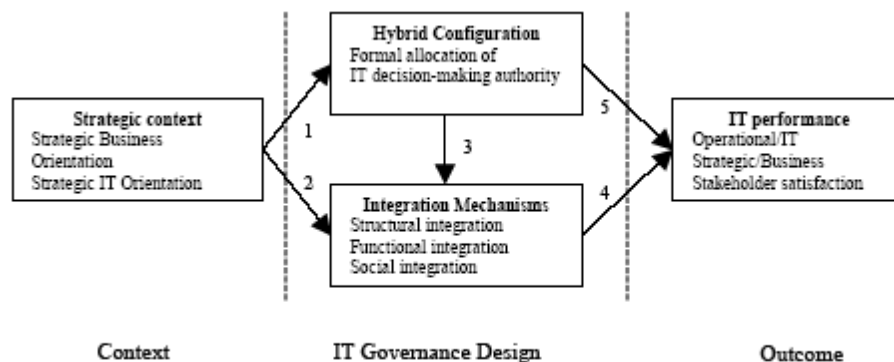 Hybrid Configuration
Formal allocation of
IT decision-making authority
Strategic context
Strategic Business
Orientation
Strategic IT Orientation
1
2
3
5
4
IT performance
Operational/IT
Strategic/Business
Stakeholder satisfaction
Integration Mechanisms
Structural integration
Functional integration
Social integration
Context
IT Governance Design
Outcome